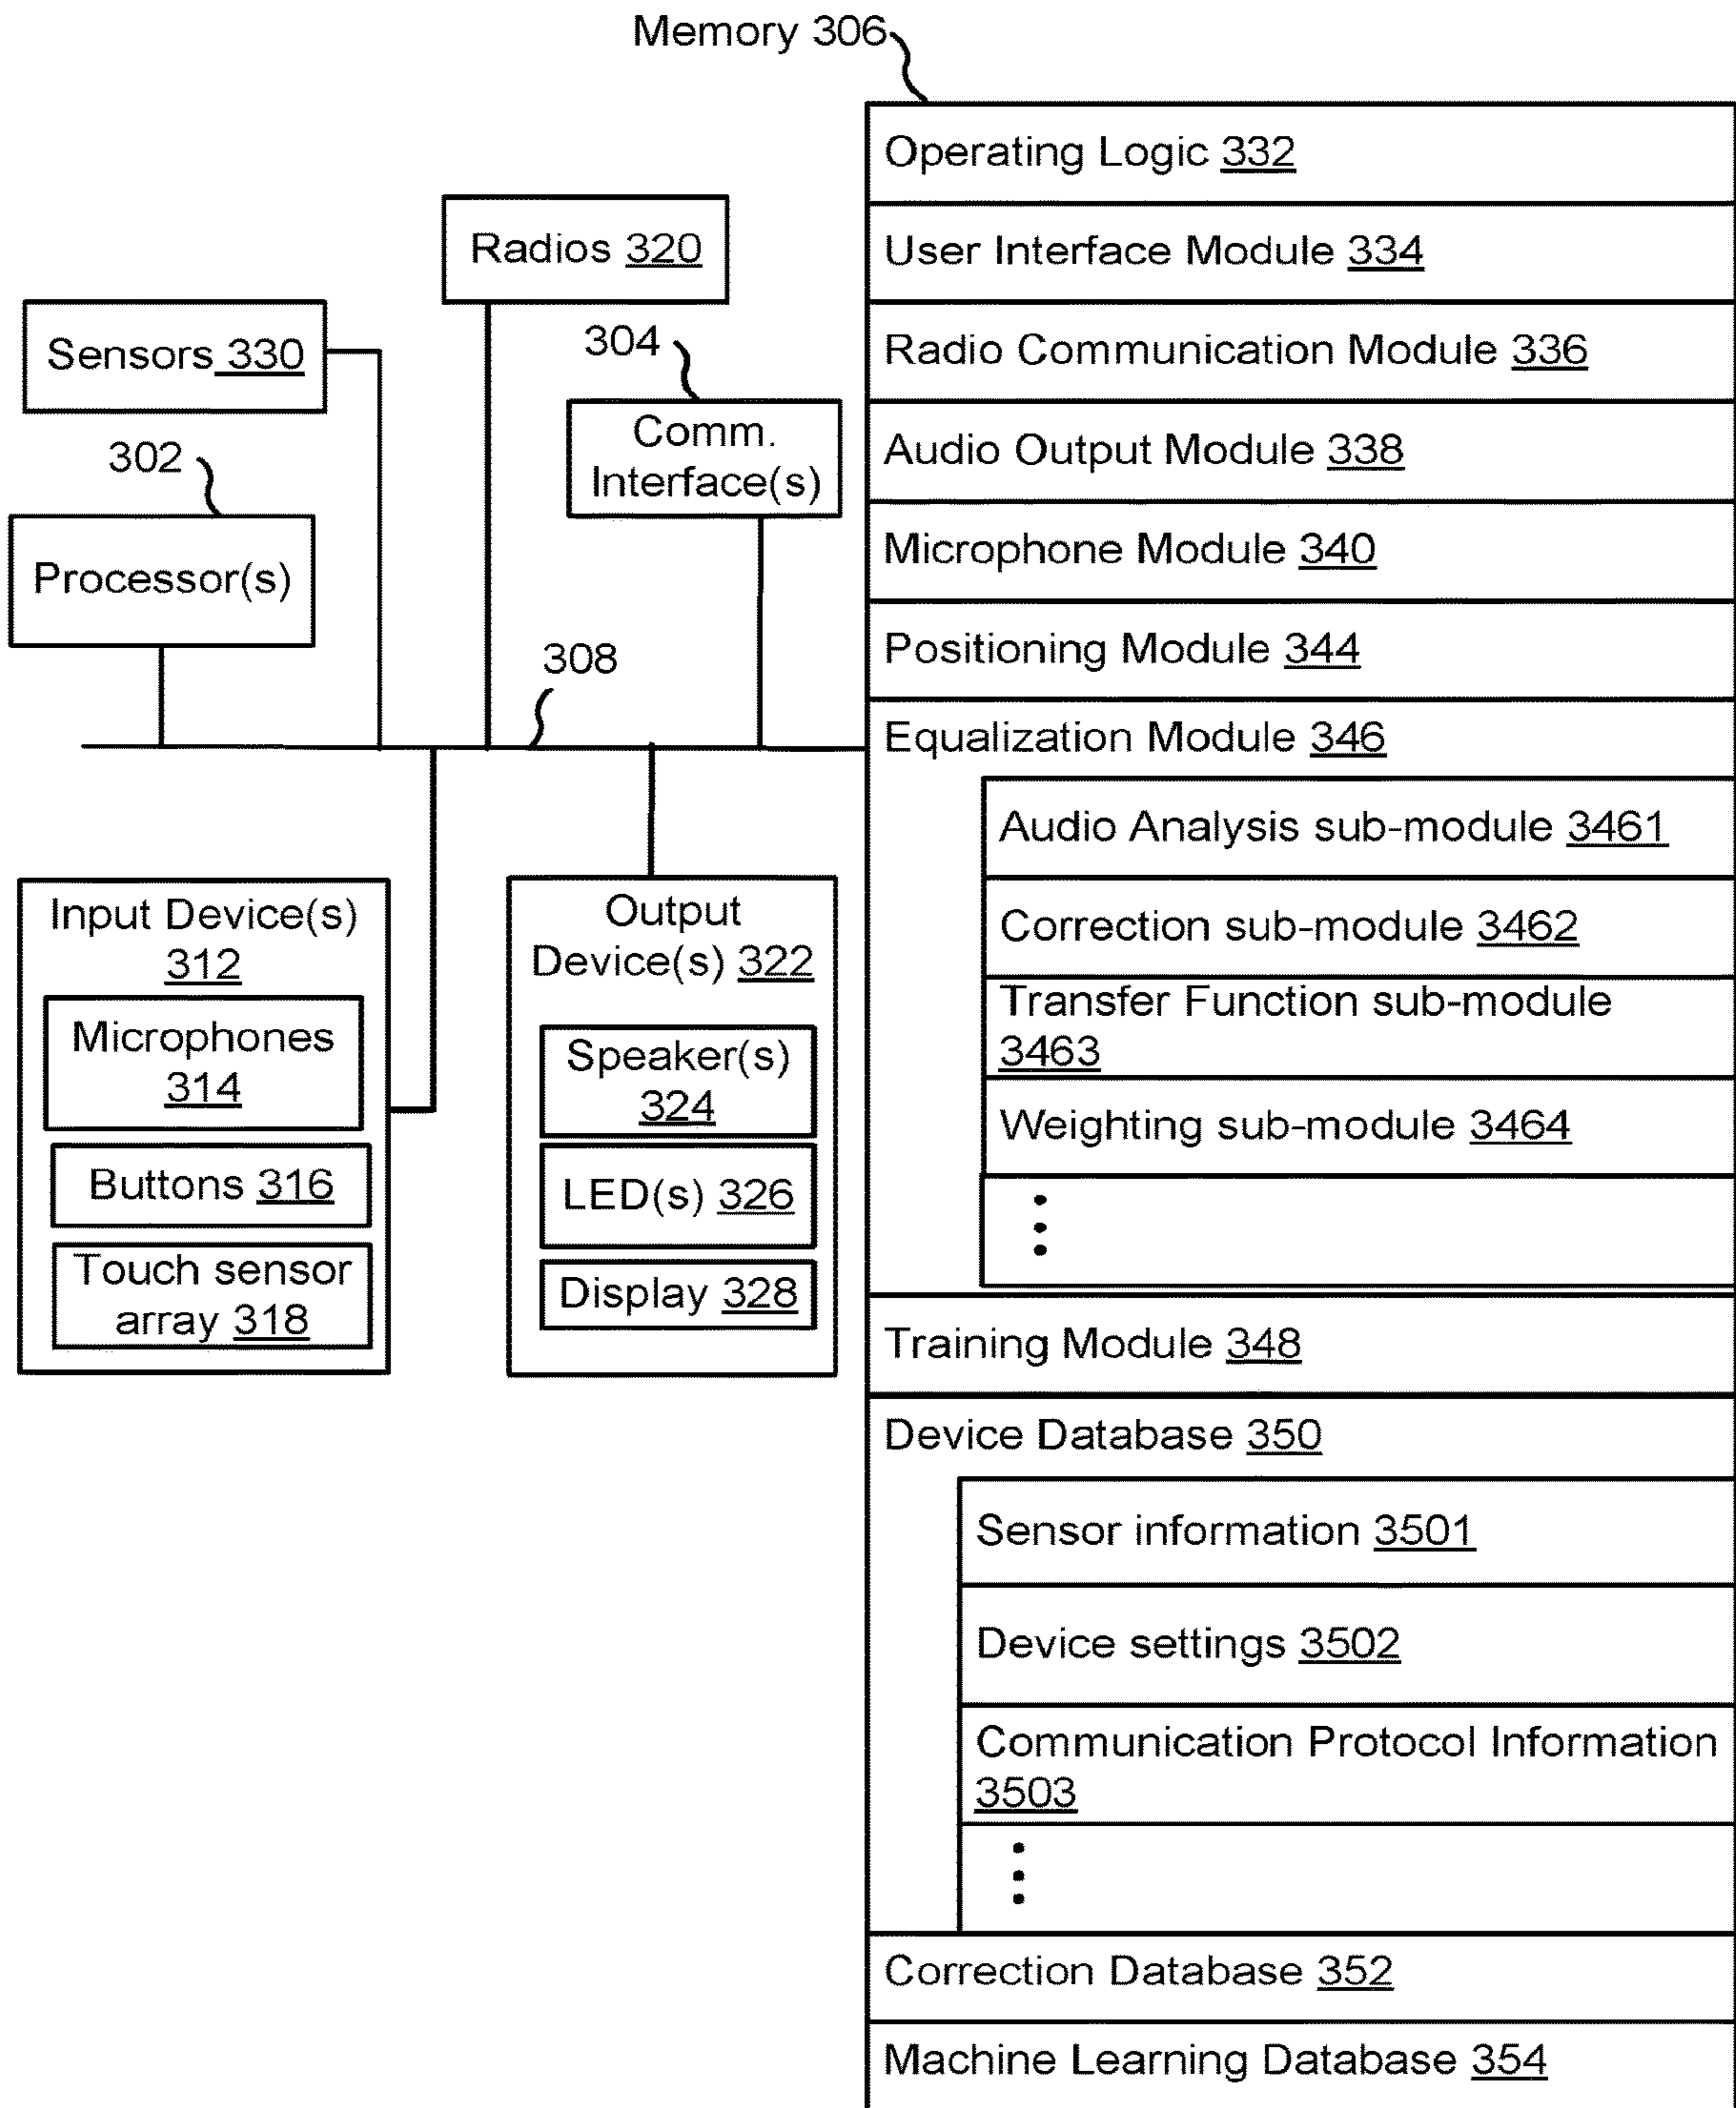 Memory 306
Radios 320
Sensors 330
304
Comm.
Interface(s)
302
Processor(s)
308
Input Device(s)
312
Microphones
314
Buttons 316
Touch sensor
array 318
Output
Device(s) 322
Speaker(s)
324
LED(s) 326
Display 328
Operating Logic 332
User Interface Module 334
Radio Communication Module 336
Audio Output Module 338
Microphone Module 340
Positioning Module 344
Equalization Module 346
Audio Analysis sub-module 3461
Correction sub-module 3462
Transfer Function sub-module
3463
Weighting sub-module 3464
Training Module 348
Device Database 350
Sensor information 3501
Device settings 3502
Communication Protocol Information
3503
Correction Database 352
Machine Learning Database 354